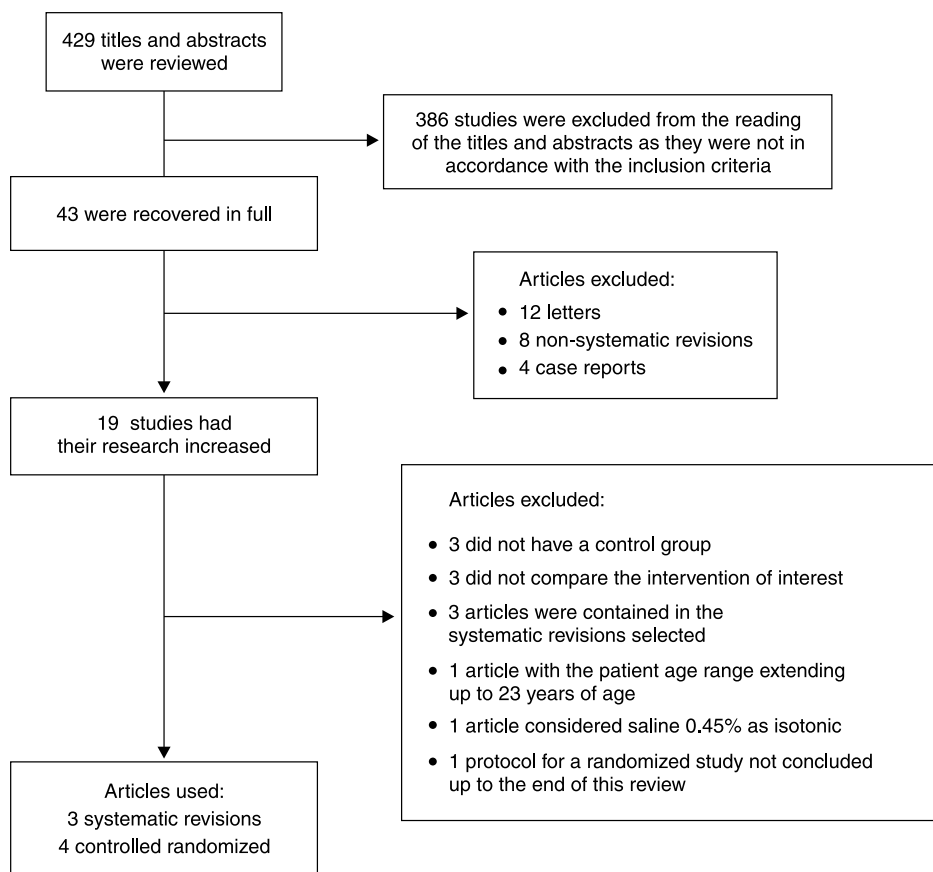 429 titles and abstracts
were reviewed
386 studies were excluded from the reading
of the titles and abstracts as they were not in
accordance with the inclusion criteria
43 were recovered in full
Articles excluded:
• 12 letters
• 8 non-systematic revisions
• 4 case reports
19 studies had
their research increased
Articles excluded:
• 3 did not have a control group
• 3 did not compare the intervention of interest
• 3 articles were contained in the
systematic revisions selected
• 1 article with the patient age range extending
up to 23 years of age
• 1 article considered saline 0.45% as isotonic
• 1 protocol for a randomized study not concluded
up to the end of this review
Articles used:
3 systematic revisions
4 controlled randomized